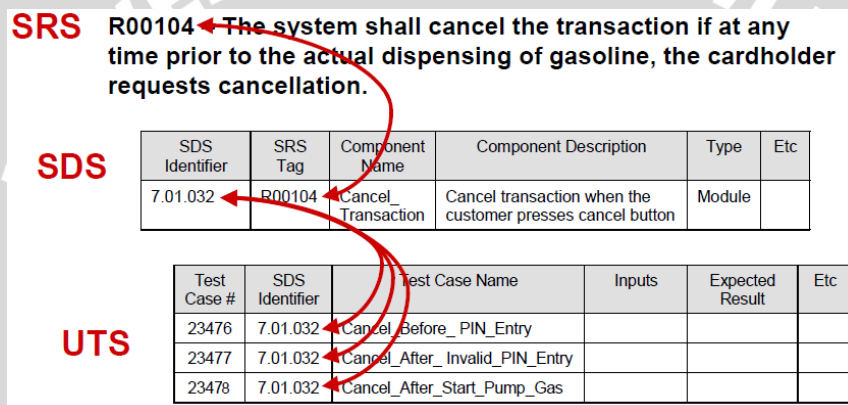 SRS R00104 The system shall cancel the transaction if at any
time prior to the actual dispensing of gasoline, the cardholder
requests cancellation.
SDS
SDS Identifier SRS Tag Component Name Component Description Type Etc
7.01.032 R00104 Cancel_ Transaction Cancel transaction when the customer presses cancel button Module
UTS
Test Case # SDS Identifier Test Case Name Inputs Expected Result Etc
23476 7.01.032 Cancel_Before_ PIN_Entry
23477 7.01.032 Cancel_After_ Invalid_PIN_Entry
23478 7.01.032 Cancel_After_Start_Pump_Gas